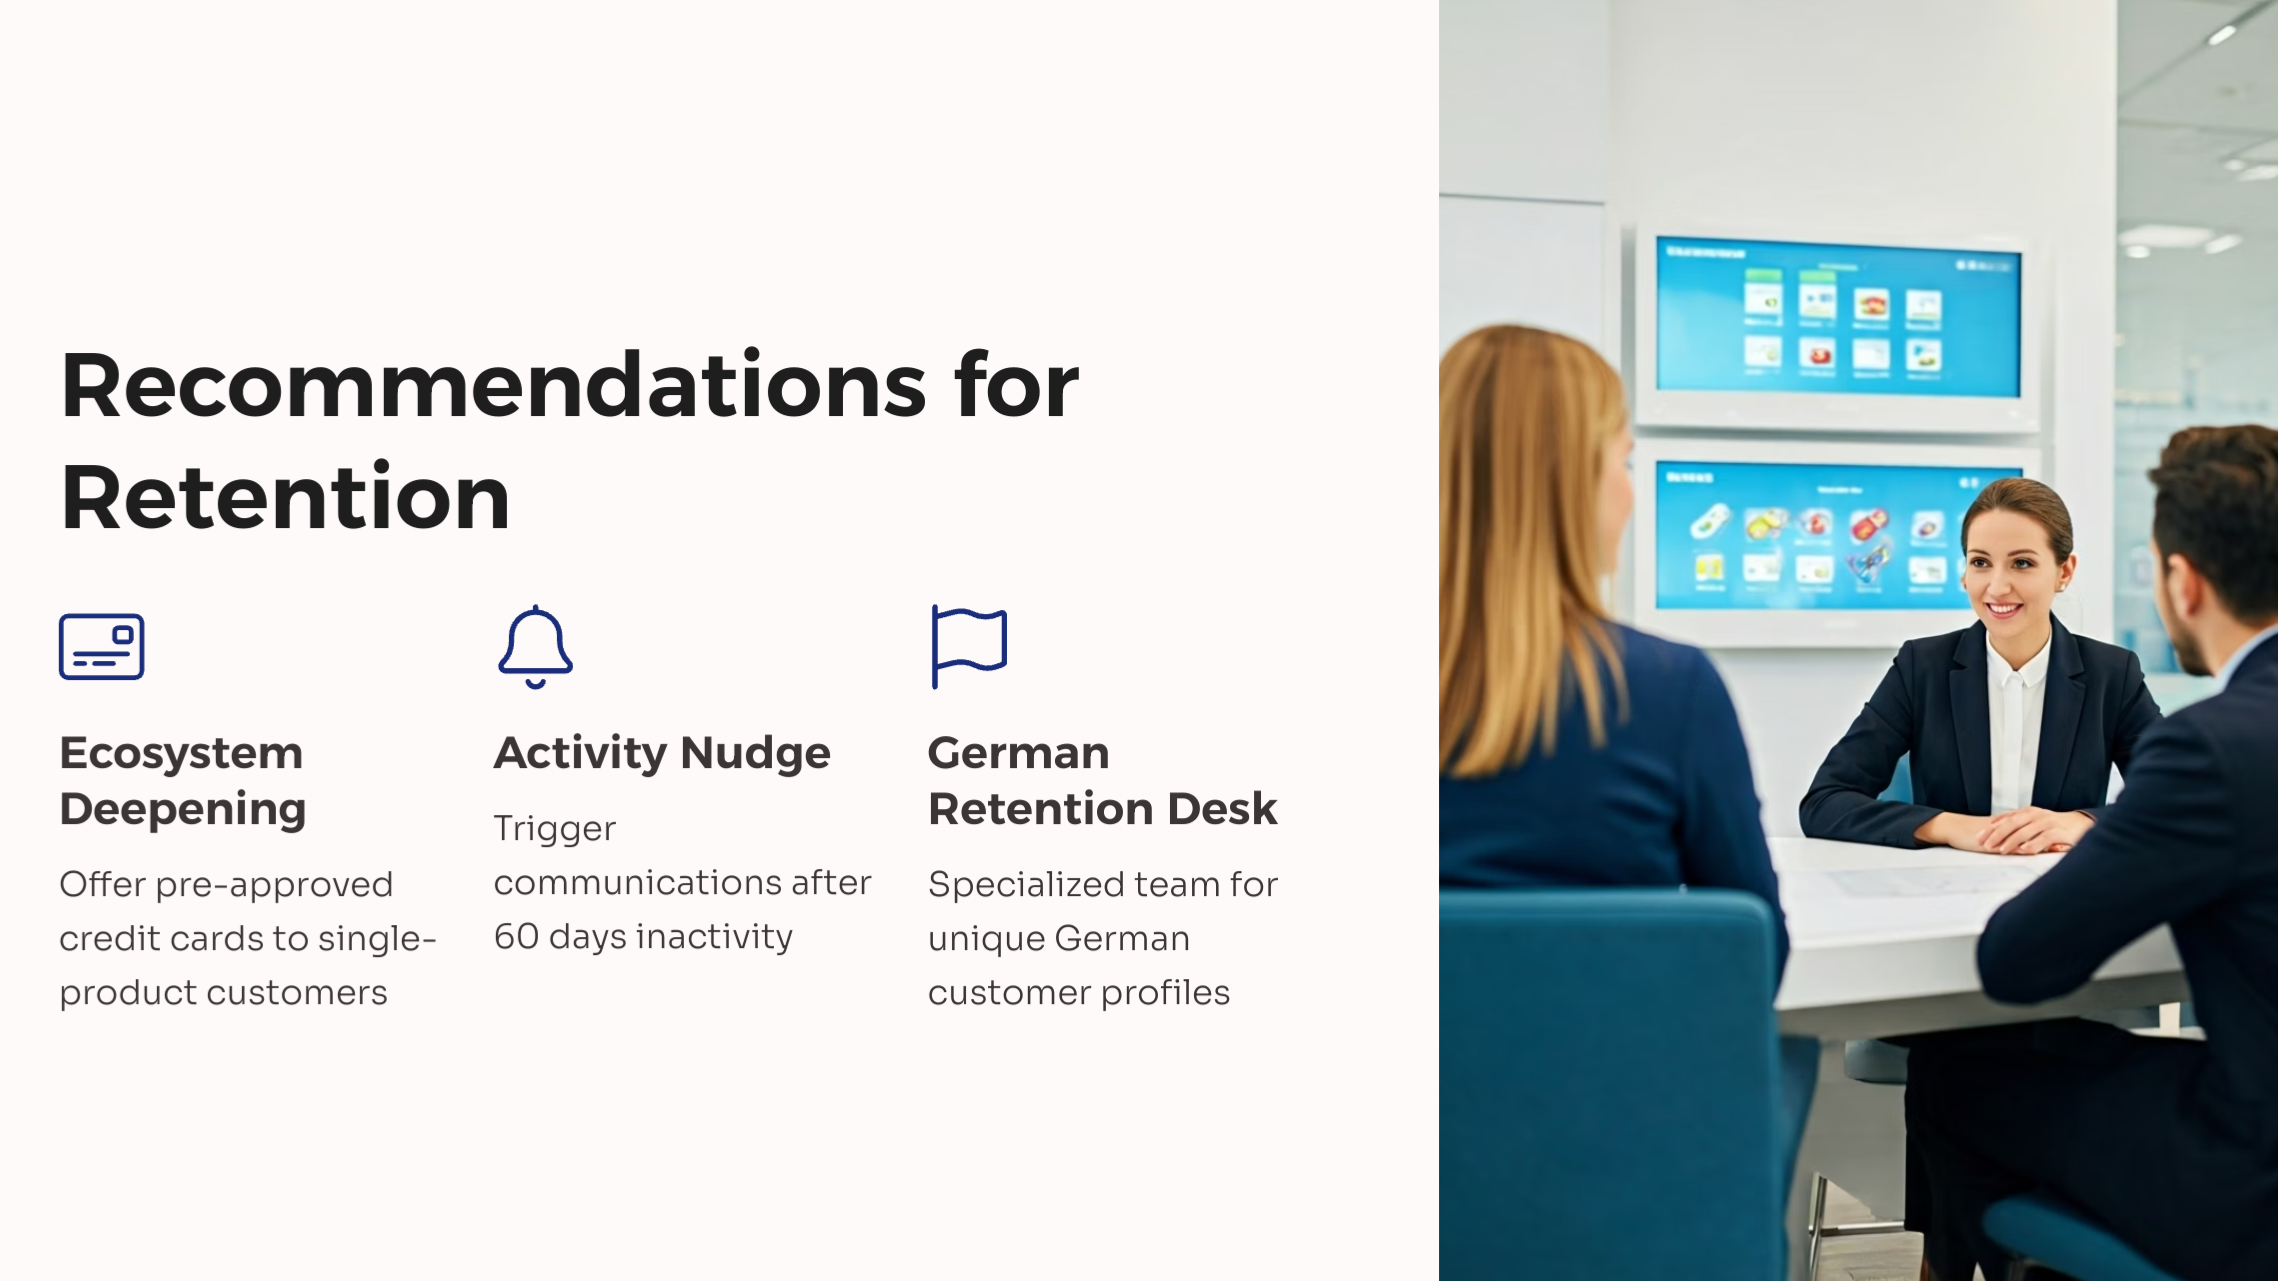 Recommendations for
Retention
Ecosystem
Deepening
Offer pre-approved
credit cards to single-
product customers
Activity Nudge
Trigger
communications after
60 days inactivity
German
Retention Desk
Specialized team for
unique German
customer profiles